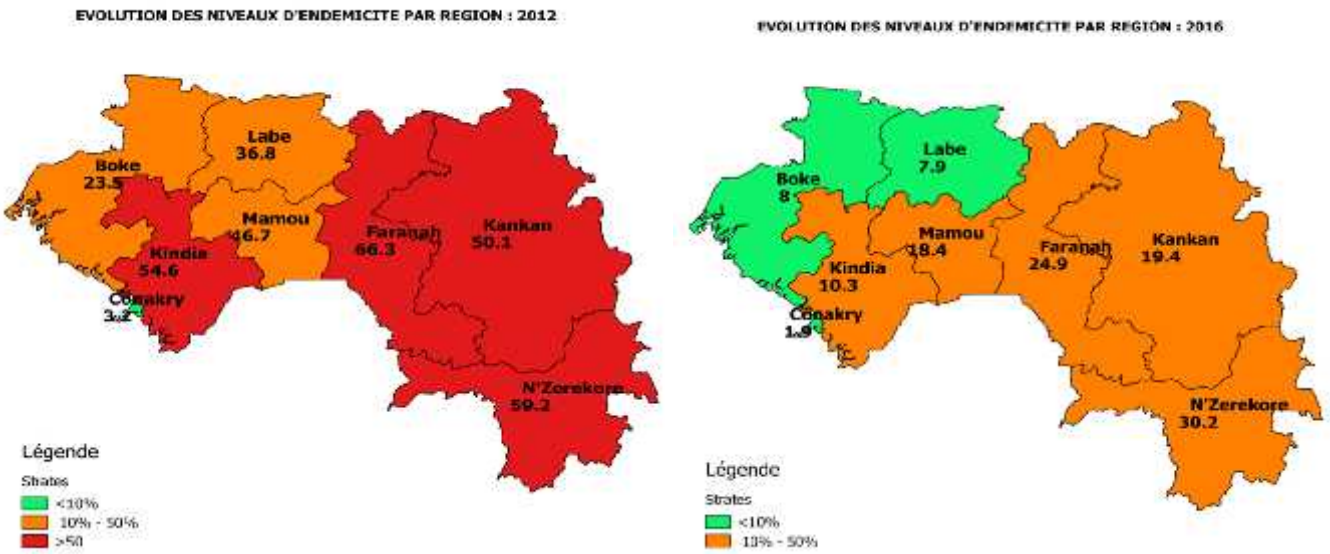 EVOLUTION DES NIVEAUX D'ENDEMICITE PAR REGION : 2012
Labe
36.8
Boke
23.5
Mamou
46.7
Faranah
66.3
Kankan
50.1
Kindia
54.6
Conakry
3.2
N'Zerekore
59.2
Légende
Strates
<10%
10% - 50%
>50
EVOLUTION DES NIVEAUX D'ENDEMICITE PAR REGION : 2016
Labe
7.9
Boke
8
Mamou
18.4
Faranah
24.9
Kankan
19.4
Kindia
10.3
Conakry
1.9
N'Zerekore
30.2
Légende
Strates
<10%
10% - 50%